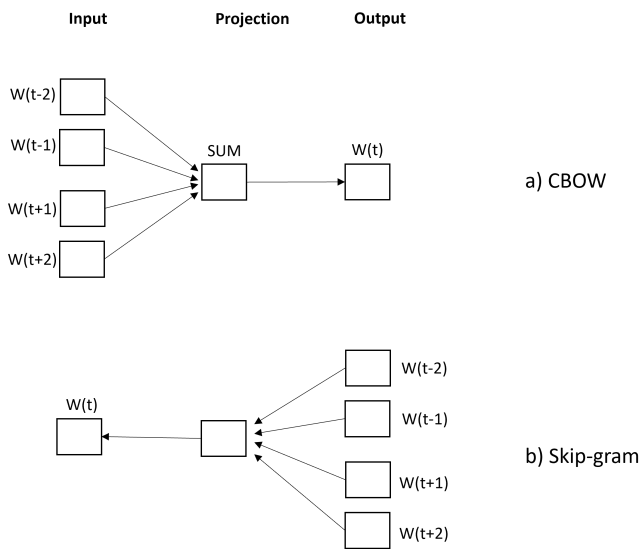 Input Projection Output
W(t-2)
W(t-1)
SUM
W(t)
a) CBOW
W(t+1)
W(t+2)
W(t-2)
W(t)
W(t-1)
b) Skip-gram
W(t+1)
W(t+2)